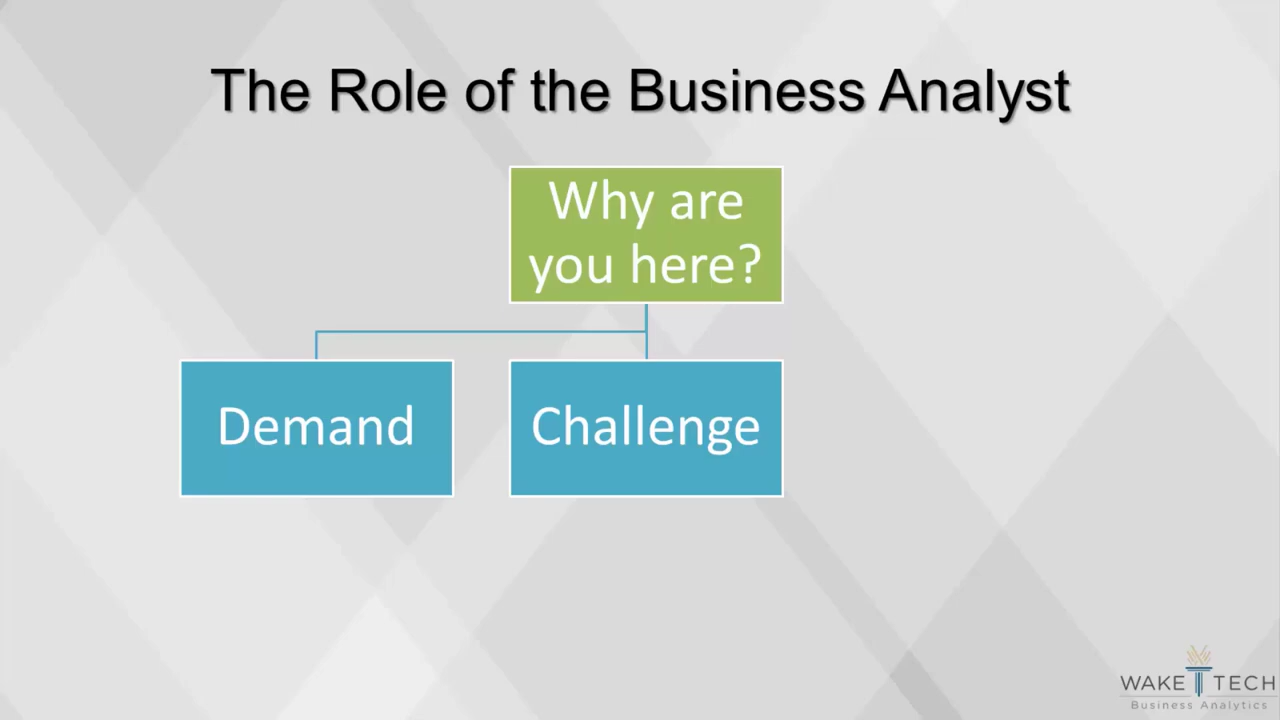 The Role of the Business Analyst
Why are
you here?
Demand
Challenge
WAKE TECH
Business Analytics